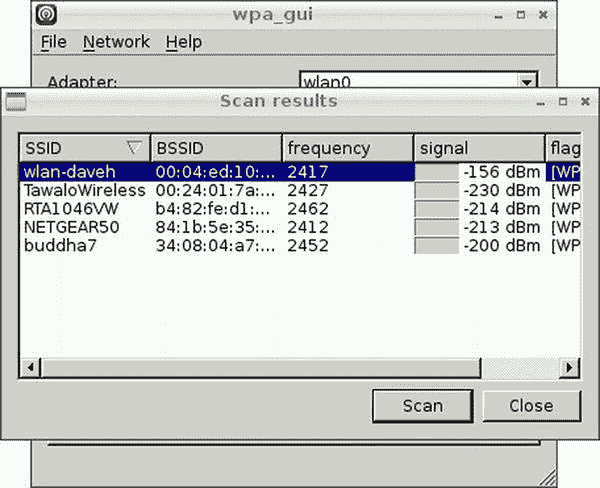 wpa_gui
File Network Help
Adapter: wlan0
Scan results
SSID BSSID frequency signal flag
wlan-daveh 00:04:ed:10:... 2417 -156 dBm [WP
TawaloWireless 00:24:01:7a:... 2427 -230 dBm [WP
RTA1046VW b4:82:fe:d1:... 2462 -214 dBm [WP
NETGEAR50 84:1b:5e:35:... 2412 -213 dBm [WP
buddha7 34:08:04:a7:... 2452 -200 dBm [WP
Scan Close